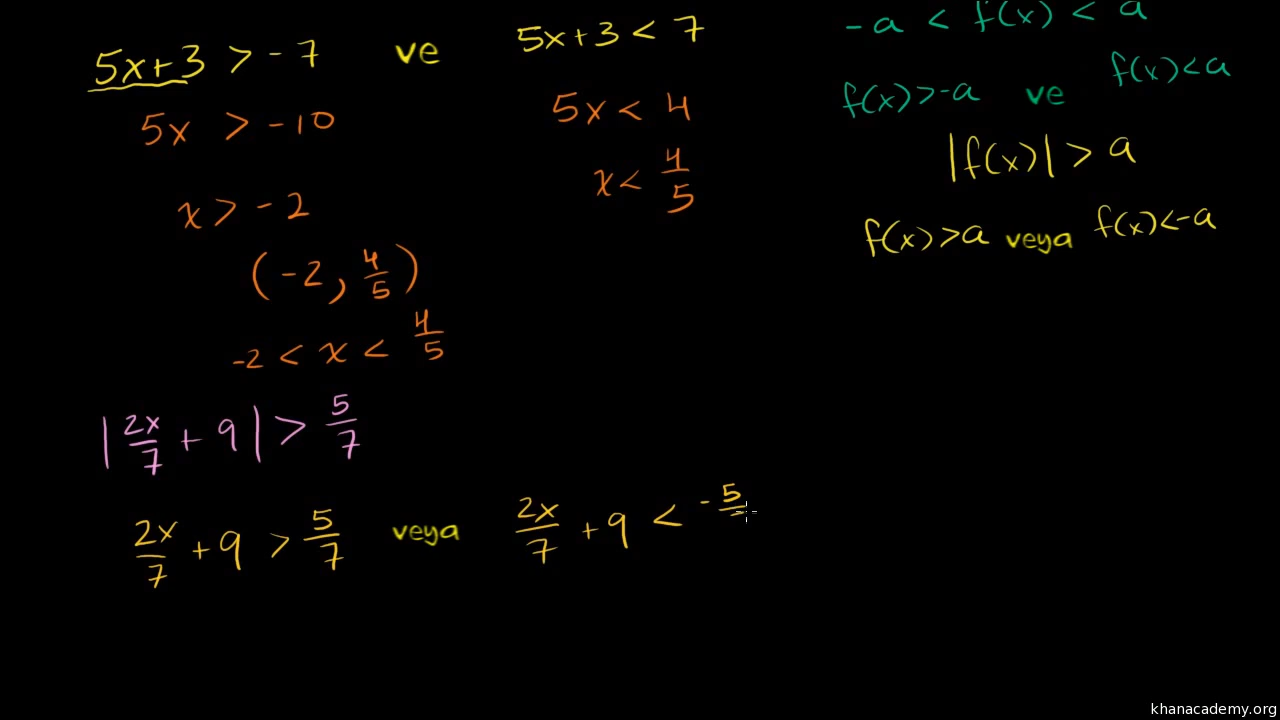 5x+3 > -7 ve 5x+3 < 7
5x > -10 5x < 4
x > -2 x < 4/5
(-2, 4/5)
-2 < x < 4/5
|2x/7 + 9| > 5/7
2x/7 + 9 > 5/7 veya 2x/7 + 9 < -5/
-a < f(x) < a
f(x)>-a ve f(x)<a
|f(x)| > a
f(x)>a veya f(x)<-a
khanacademy.org